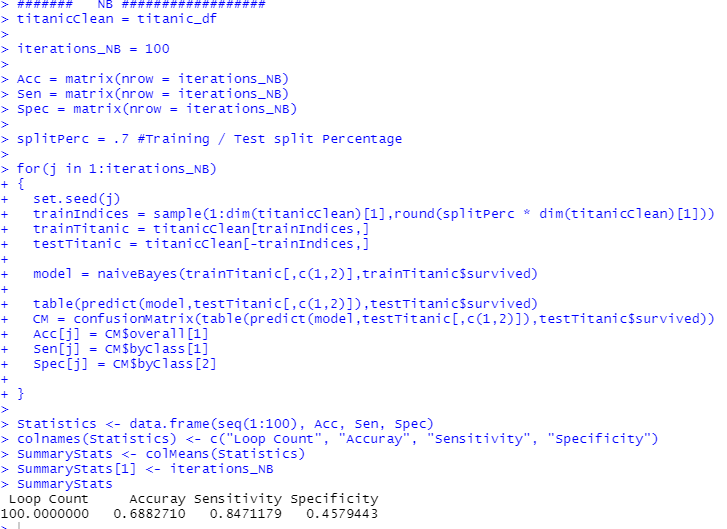 > #######   NB ##################
> titanicClean = titanic_df
>
> iterations_NB = 100
>
> Acc = matrix(nrow = iterations_NB)
> Sen = matrix(nrow = iterations_NB)
> Spec = matrix(nrow = iterations_NB)
>
> splitPerc = .7 #Training / Test split Percentage
>
> for(j in 1:iterations_NB)
+ {
+   set.seed(j)
+   trainIndices = sample(1:dim(titanicClean)[1],round(splitPerc * dim(titanicClean)[1]))
+   trainTitanic = titanicClean[trainIndices,]
+   testTitanic = titanicClean[-trainIndices,]
+
+   model = naiveBayes(trainTitanic[,c(1,2)],trainTitanic$survived)
+
+   table(predict(model,testTitanic[,c(1,2)]),testTitanic$survived)
+   CM = confusionMatrix(table(predict(model,testTitanic[,c(1,2)]),testTitanic$survived))
+   Acc[j] = CM$overall[1]
+   Sen[j] = CM$byClass[1]
+   Spec[j] = CM$byClass[2]
+
+ }
>
> Statistics <- data.frame(seq(1:100), Acc, Sen, Spec)
> colnames(Statistics) <- c("Loop Count", "Accuray", "Sensitivity", "Specificity")
> SummaryStats <- colMeans(Statistics)
> SummaryStats[1] <- iterations_NB
> SummaryStats
 Loop Count     Accuray Sensitivity Specificity
100.0000000   0.6882710   0.8471179   0.4579443
>